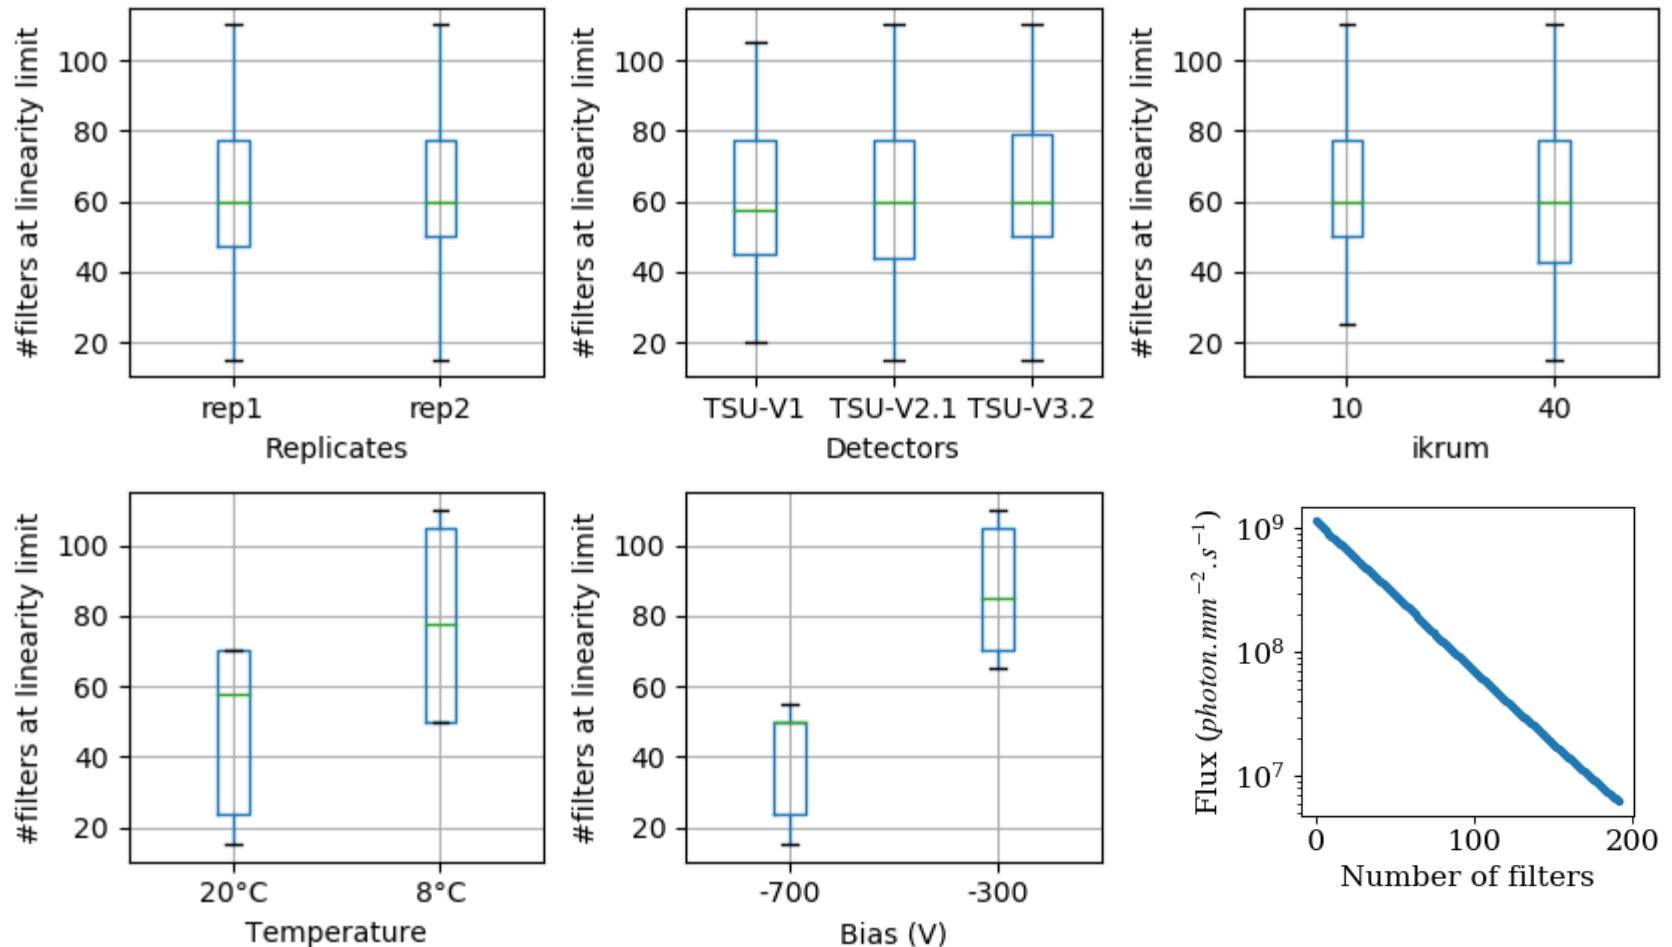 #filters at linearity limit
100
80
60
40
20
rep1 rep2
Replicates
#filters at linearity limit
100
80
60
40
20
TSU-V1 TSU-V2.1 TSU-V3.2
Detectors
#filters at linearity limit
100
80
60
40
20
10 40
ikrum
#filters at linearity limit
100
80
60
40
20
20°C 8°C
Temperature
#filters at linearity limit
100
80
60
40
20
-700 -300
Bias (V)
Flux (photon.mm⁻².s⁻¹)
10⁹
10⁸
10⁷
0 100 200
Number of filters